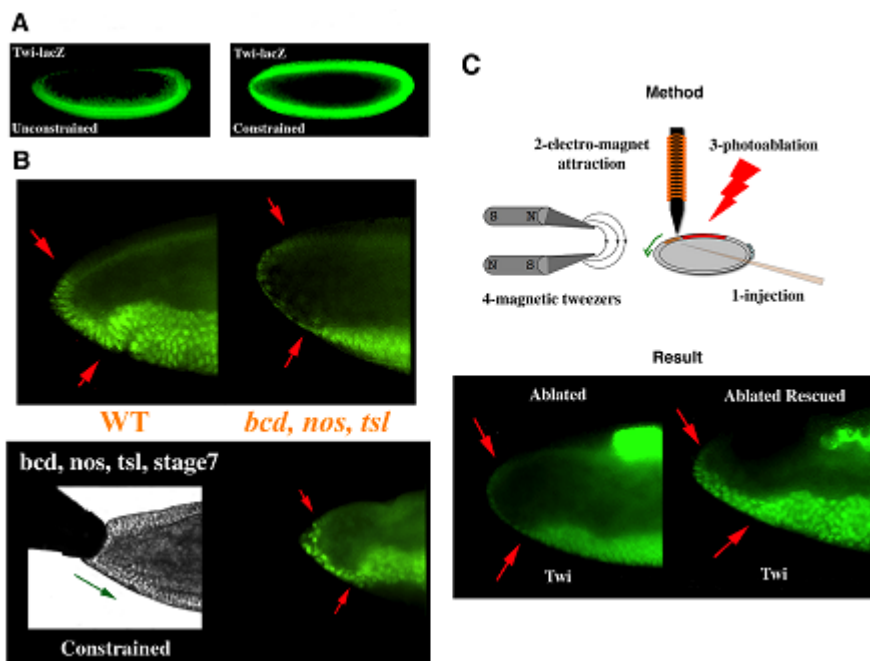 A
Twi-lacZ
Unconstrained
Twi-lacZ
Constrained
B
WT
bcd, nos, tsl
bcd, nos, tsl, stage7
Constrained
C
Method
2-electro-magnet
attraction
3-photoablation
S N
N S
4-magnetic tweezers
1-injection
Result
Ablated
Twi
Ablated Rescued
Twi